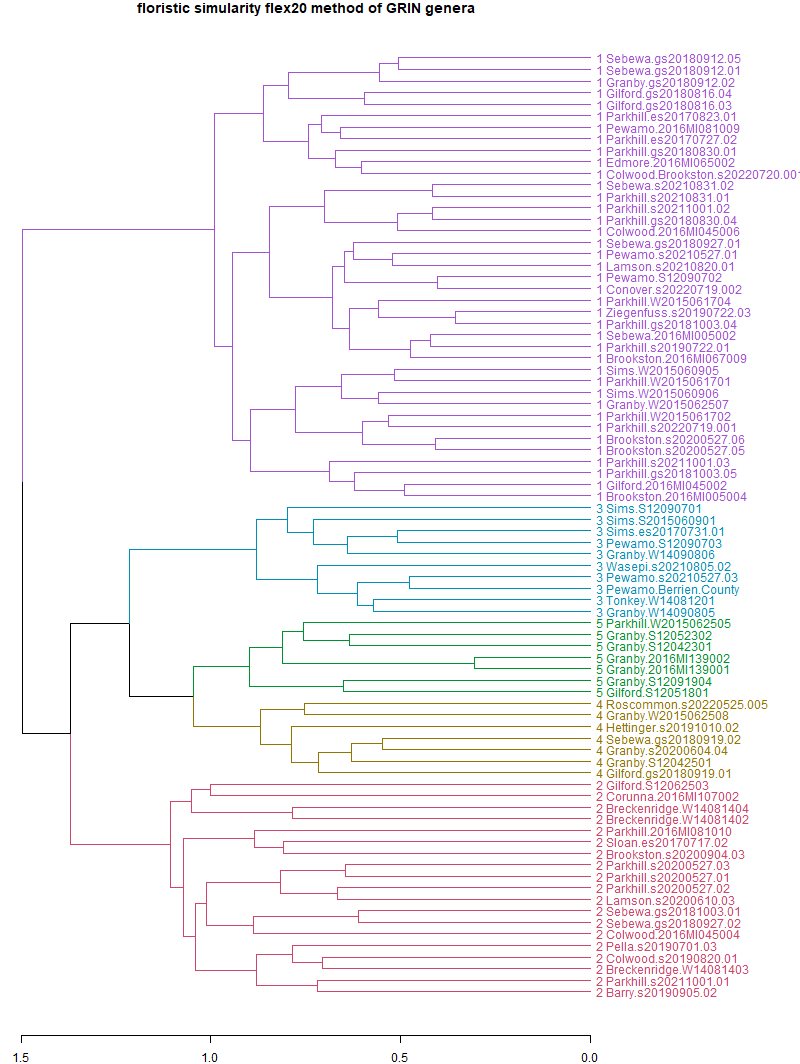 floristic simularity flex20 method of GRIN genera
1 Sebewa.gs20180912.05
1 Sebewa.gs20180912.01
1 Granby.gs20180912.02
1 Gilford.gs20180816.04
1 Gilford.gs20180816.03
1 Parkhill.es20170823.01
1 Pewamo.2016MI081009
1 Parkhill.es20170727.02
1 Parkhill.gs20180830.01
1 Edmore.2016MI065002
1 Colwood.Brookston.s20220720.001
1 Sebewa.s20210831.02
1 Parkhill.s20210831.01
1 Parkhill.s20211001.02
1 Parkhill.gs20180830.04
1 Colwood.2016MI045006
1 Sebewa.gs20180927.01
1 Pewamo.s20210527.01
1 Lamson.s20210820.01
1 Pewamo.S12090702
1 Conover.s20220719.002
1 Parkhill.W2015061704
1 Ziegenfuss.s20190722.03
1 Parkhill.gs20181003.04
1 Sebewa.2016MI005002
1 Parkhill.s20190722.01
1 Brookston.2016MI067009
1 Sims.W2015060905
1 Parkhill.W2015061701
1 Sims.W2015060906
1 Granby.W2015062507
1 Parkhill.W2015061702
1 Parkhill.s20220719.001
1 Brookston.s20200527.06
1 Brookston.s20200527.05
1 Parkhill.s20211001.03
1 Parkhill.gs20181003.05
1 Gilford.2016MI045002
1 Brookston.2016MI005004
3 Sims.S12090701
3 Sims.S2015060901
3 Sims.es20170731.01
3 Pewamo.S12090703
3 Granby.W14090806
3 Wasepi.s20210805.02
3 Pewamo.s20210527.03
3 Pewamo.Berrien.County
3 Tonkey.W14081201
3 Granby.W14090805
5 Parkhill.W2015062505
5 Granby.S12052302
5 Granby.S12042301
5 Granby.2016MI139002
5 Granby.2016MI139001
5 Granby.S12091904
5 Gilford.S12051801
4 Roscommon.s20220525.005
4 Granby.W2015062508
4 Hettinger.s20191010.02
4 Sebewa.gs20180919.02
4 Granby.s20200604.04
4 Granby.S12042501
4 Gilford.gs20180919.01
2 Gilford.S12062503
2 Corunna.2016MI107002
2 Breckenridge.W14081404
2 Breckenridge.W14081402
2 Parkhill.2016MI081010
2 Sloan.es20170717.02
2 Brookston.s20200904.03
2 Parkhill.s20200527.03
2 Parkhill.s20200527.01
2 Parkhill.s20200527.02
2 Lamson.s20200610.03
2 Sebewa.gs20181003.01
2 Sebewa.gs20180927.02
2 Colwood.2016MI045004
2 Pella.s20190701.03
2 Colwood.s20190820.01
2 Breckenridge.W14081403
2 Parkhill.s20211001.01
2 Barry.s20190905.02
1.5 1.0 0.5 0.0